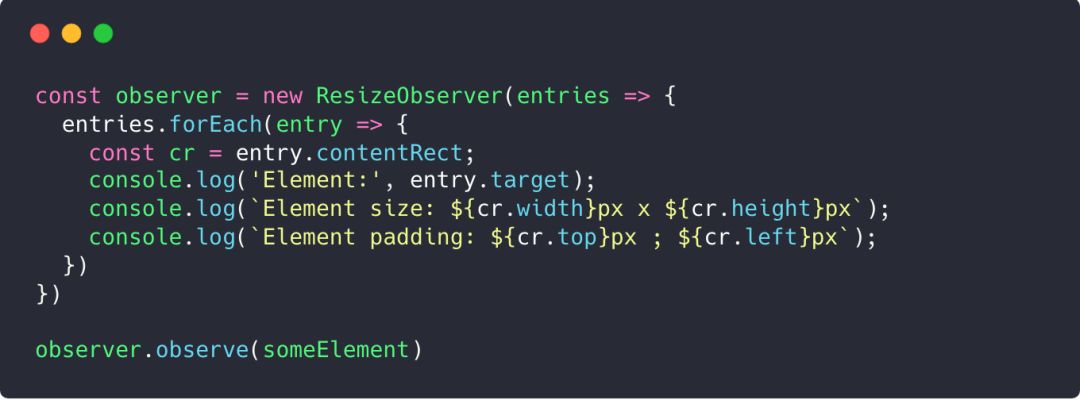 const observer = new ResizeObserver(entries => {
  entries.forEach(entry => {
    const cr = entry.contentRect;
    console.log('Element:', entry.target);
    console.log(`Element size: ${cr.width}px x ${cr.height}px`);
    console.log(`Element padding: ${cr.top}px ; ${cr.left}px`);
  })
})

observer.observe(someElement)